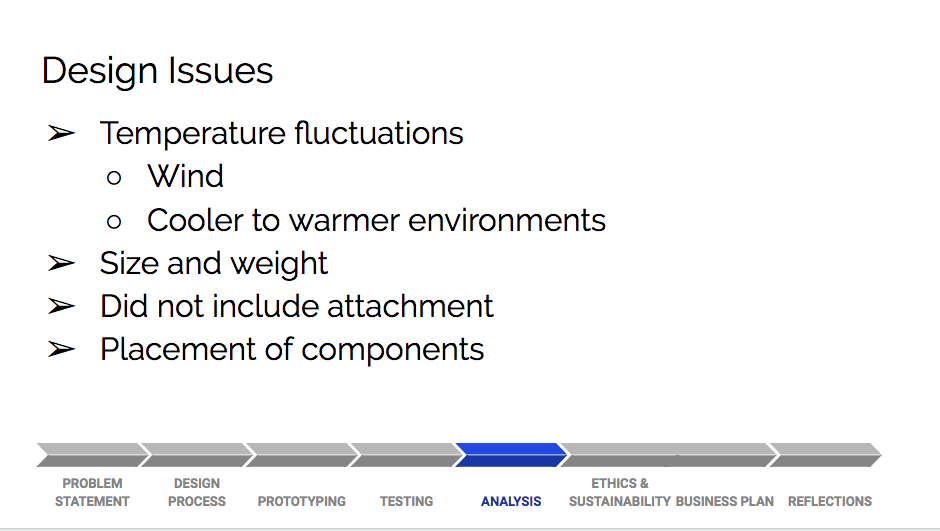 Design Issues
➢ Temperature fluctuations
○ Wind
○ Cooler to warmer environments
➢ Size and weight
➢ Did not include attachment
➢ Placement of components
PROBLEM
STATEMENT
DESIGN
PROCESS
PROTOTYPING
TESTING
ANALYSIS
ETHICS &
SUSTAINABILITY
BUSINESS PLAN
REFLECTIONS